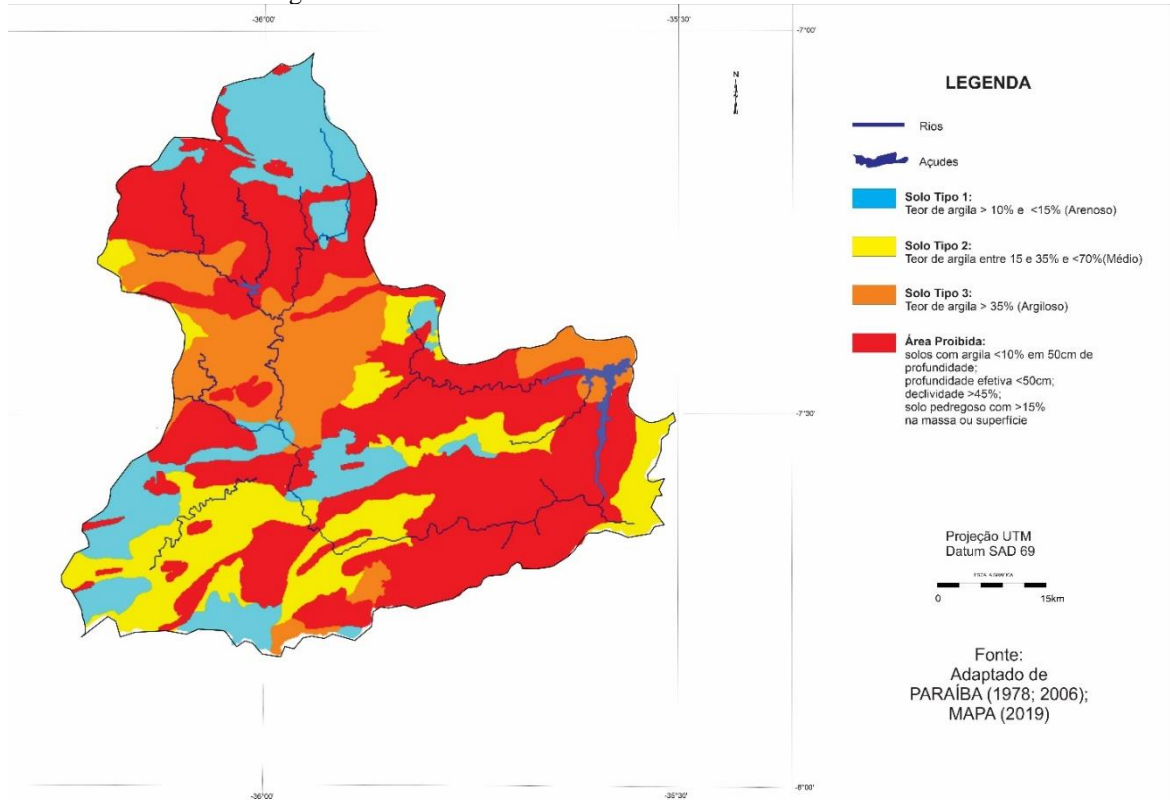 -36°00'
-35°30'
-7°00'
N
LEGENDA
Rios
Açudes
Solo Tipo 1:
Teor de argila > 10% e <15% (Arenoso)
Solo Tipo 2:
Teor de argila entre 15 e 35% e <70%(Médio)
Solo Tipo 3:
Teor de argila > 35% (Argiloso)
Área Proibida:
solos com argila <10% em 50cm de
profundidade;
profundidade efetiva <50cm;
declividade >45%;
solo pedregoso com >15%
na massa ou superfície
-7°30'
Projeção UTM
Datum SAD 69
ESCALA GRÁFICA
0 15km
Fonte:
Adaptado de
PARAÍBA (1978; 2006);
MAPA (2019)
-8°00'
-36°00'